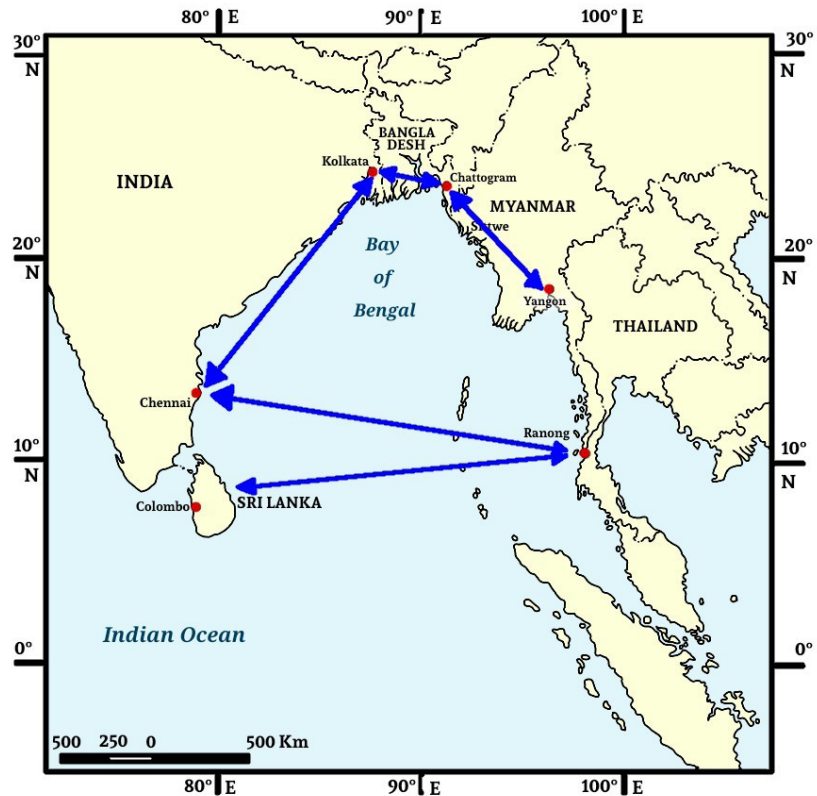 80° E 90° E 100° E
30° N
30° N
BANGLA
DESH
Kolkata
Chattogram
INDIA
MYANMAR
Sittwe
20° N
20° N
Bay
of
Bengal
Yangon
THAILAND
Chennai
Ranong
10° N
10° N
Colombo
SRI LANKA
Indian Ocean
0°
0°
500 250 0 500 Km
80° E 90° E 100° E